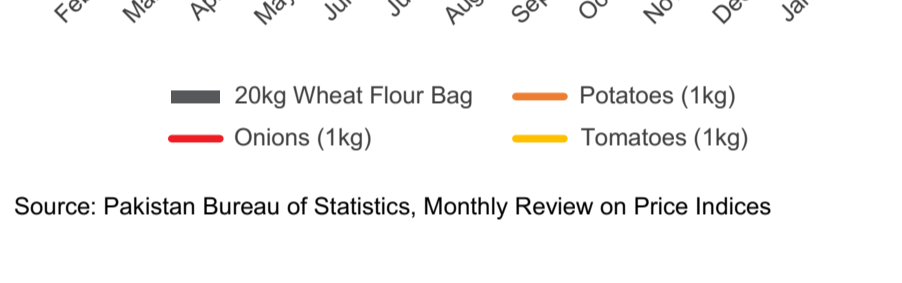 20kg Wheat Flour Bag Potatoes (1kg)
Onions (1kg) Tomatoes (1kg)
Source: Pakistan Bureau of Statistics, Monthly Review on Price Indices